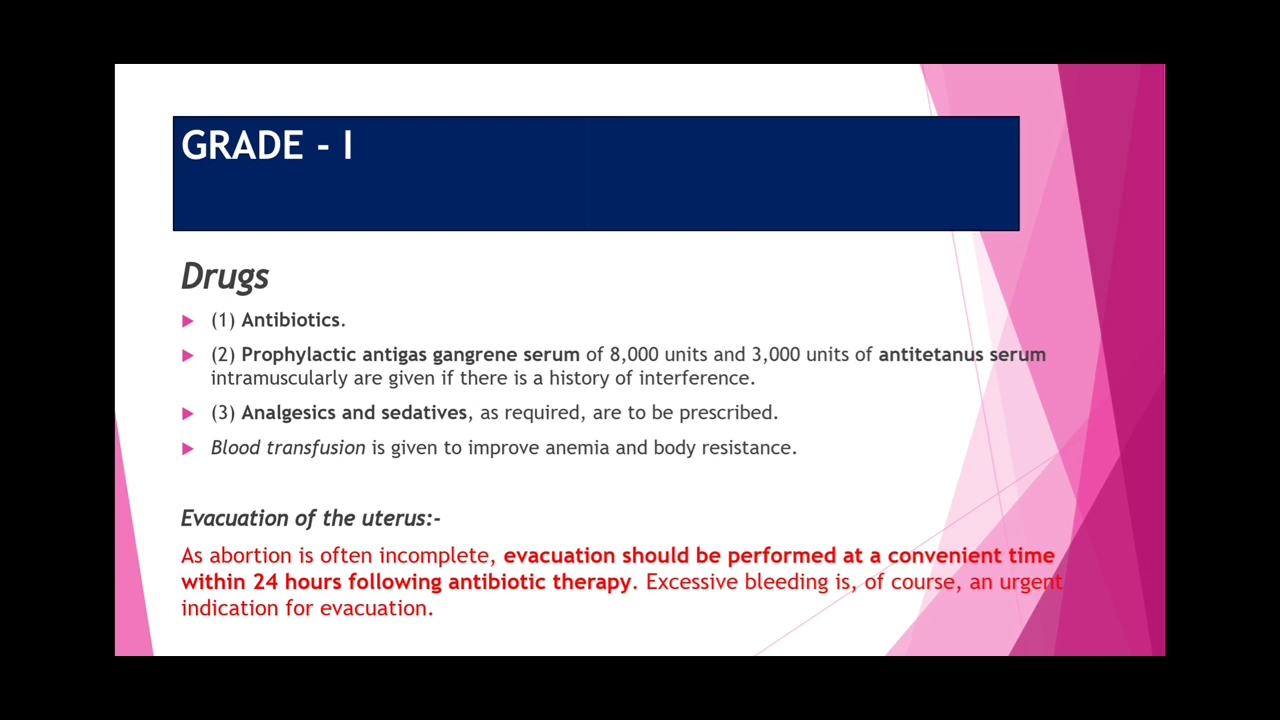 GRADE - I
Drugs
(1) Antibiotics.
(2) Prophylactic antigas gangrene serum of 8,000 units and 3,000 units of antitetanus serum
intramuscularly are given if there is a history of interference.
(3) Analgesics and sedatives, as required, are to be prescribed.
Blood transfusion is given to improve anemia and body resistance.
Evacuation of the uterus:-
As abortion is often incomplete, evacuation should be performed at a convenient time
within 24 hours following antibiotic therapy. Excessive bleeding is, of course, an urgent
indication for evacuation.